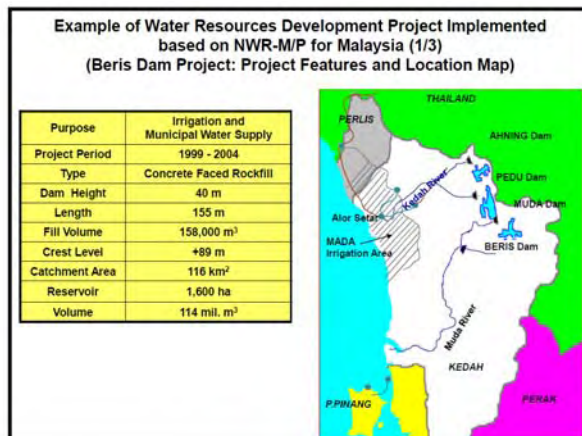 Example of Water Resources Development Project Implemented
based on NWR-M/P for Malaysia (1/3)
(Beris Dam Project: Project Features and Location Map)
Purpose Irrigation and Municipal Water Supply
Project Period 1999 - 2004
Type Concrete Faced Rockfill
Dam Height 40 m
Length 155 m
Fill Volume 158,000 m³
Crest Level +89 m
Catchment Area 116 km²
Reservoir 1,600 ha
Volume 114 mil. m³
THAILAND
PERLIS
AHNING Dam
PEDU Dam
Kedah River
MUDA Dam
Alor Setar
MADA
Irrigation Area
BERIS Dam
Muda River
KEDAH
P.PINANG
PERAK